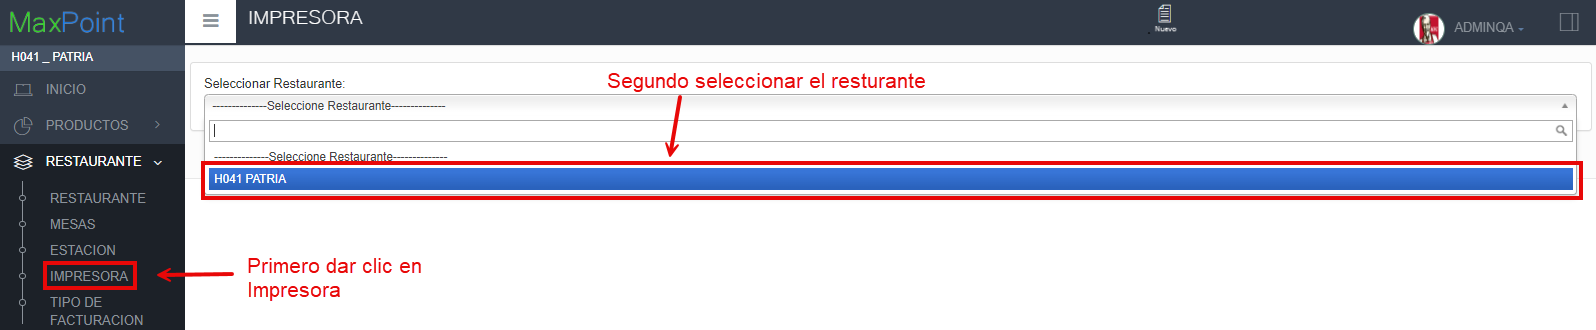 MaxPoint
IMPRESORA
Nuevo
ADMINQA
H041 _ PATRIA
INICIO
PRODUCTOS
RESTAURANTE
RESTAURANTE
MESAS
ESTACION
IMPRESORA
TIPO DE
FACTURACION
Seleccionar Restaurante:
Segundo seleccionar el resturante
--------------Seleccione Restaurante--------------
--------------Seleccione Restaurante--------------
H041 PATRIA
Primero dar clic en
Impresora